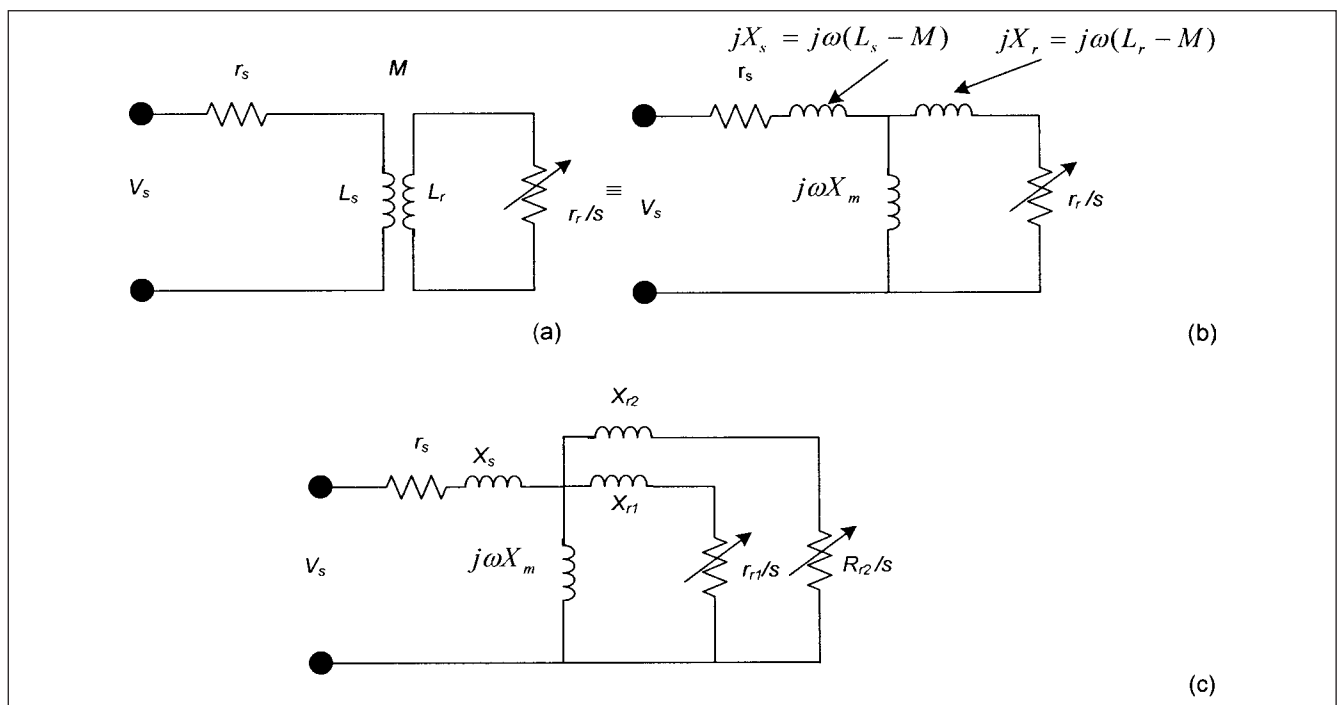 jX_s = jω(L_s − M)
jX_r = jω(L_r − M)
r_s
M
r_s
V_s
L_s
L_r
r_r/s
≡
V_s
jωX_m
r_r/s
(a)
(b)
X_r2
r_s
X_s
X_r1
V_s
jωX_m
r_r1/s
R_r2/s
(c)